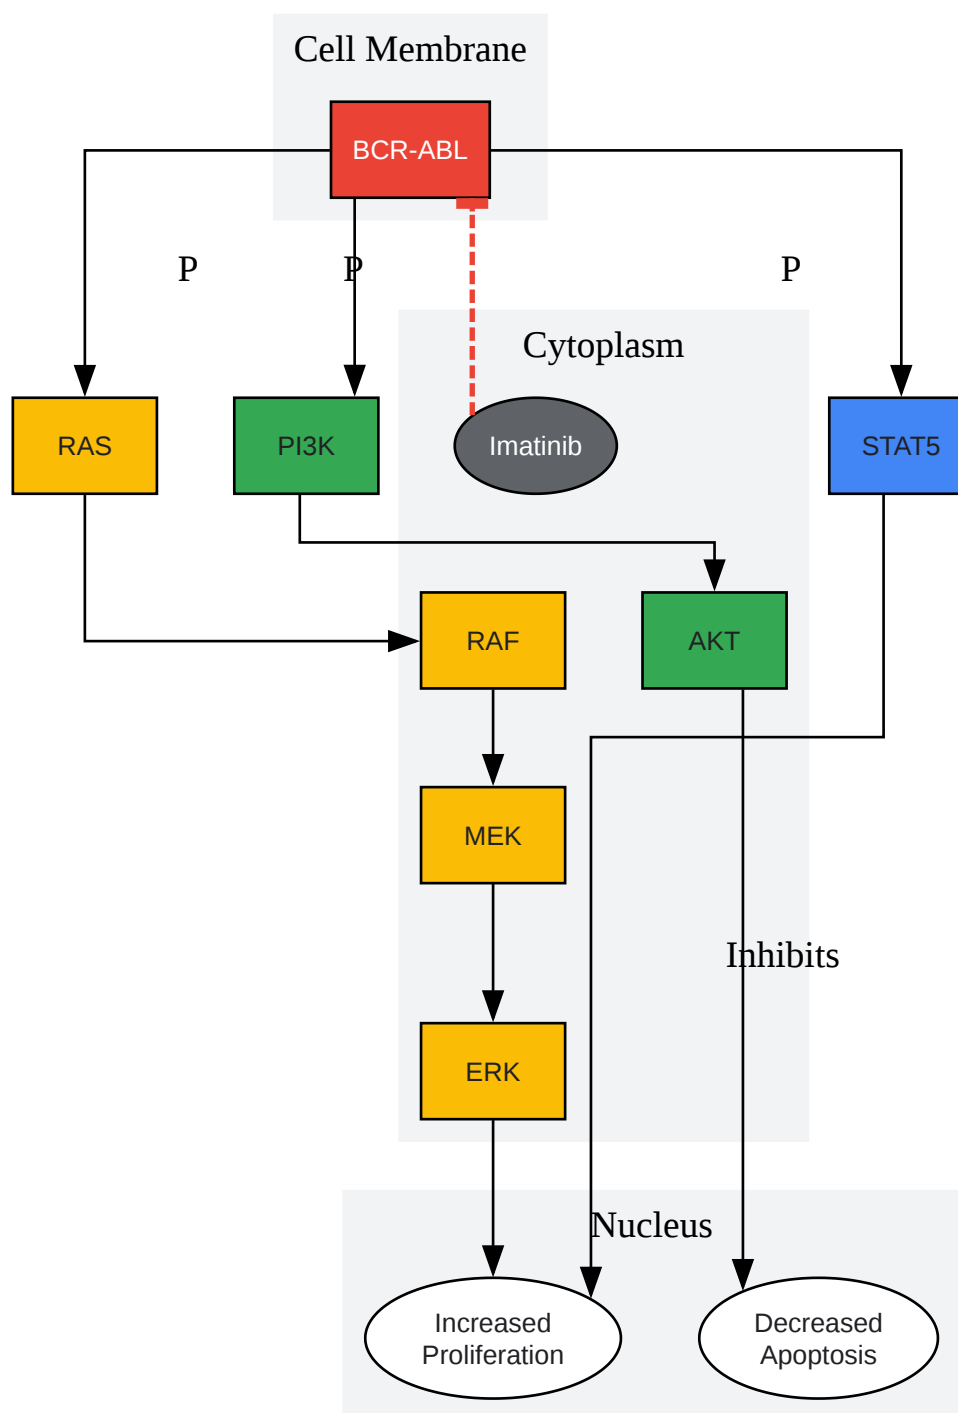 Cell Membrane
BCR-ABL
P
P
P
Cytoplasm
RAS
PI3K
Imatinib
STAT5
RAF
AKT
MEK
Inhibits
ERK
Nucleus
Increased
Proliferation
Decreased
Apoptosis